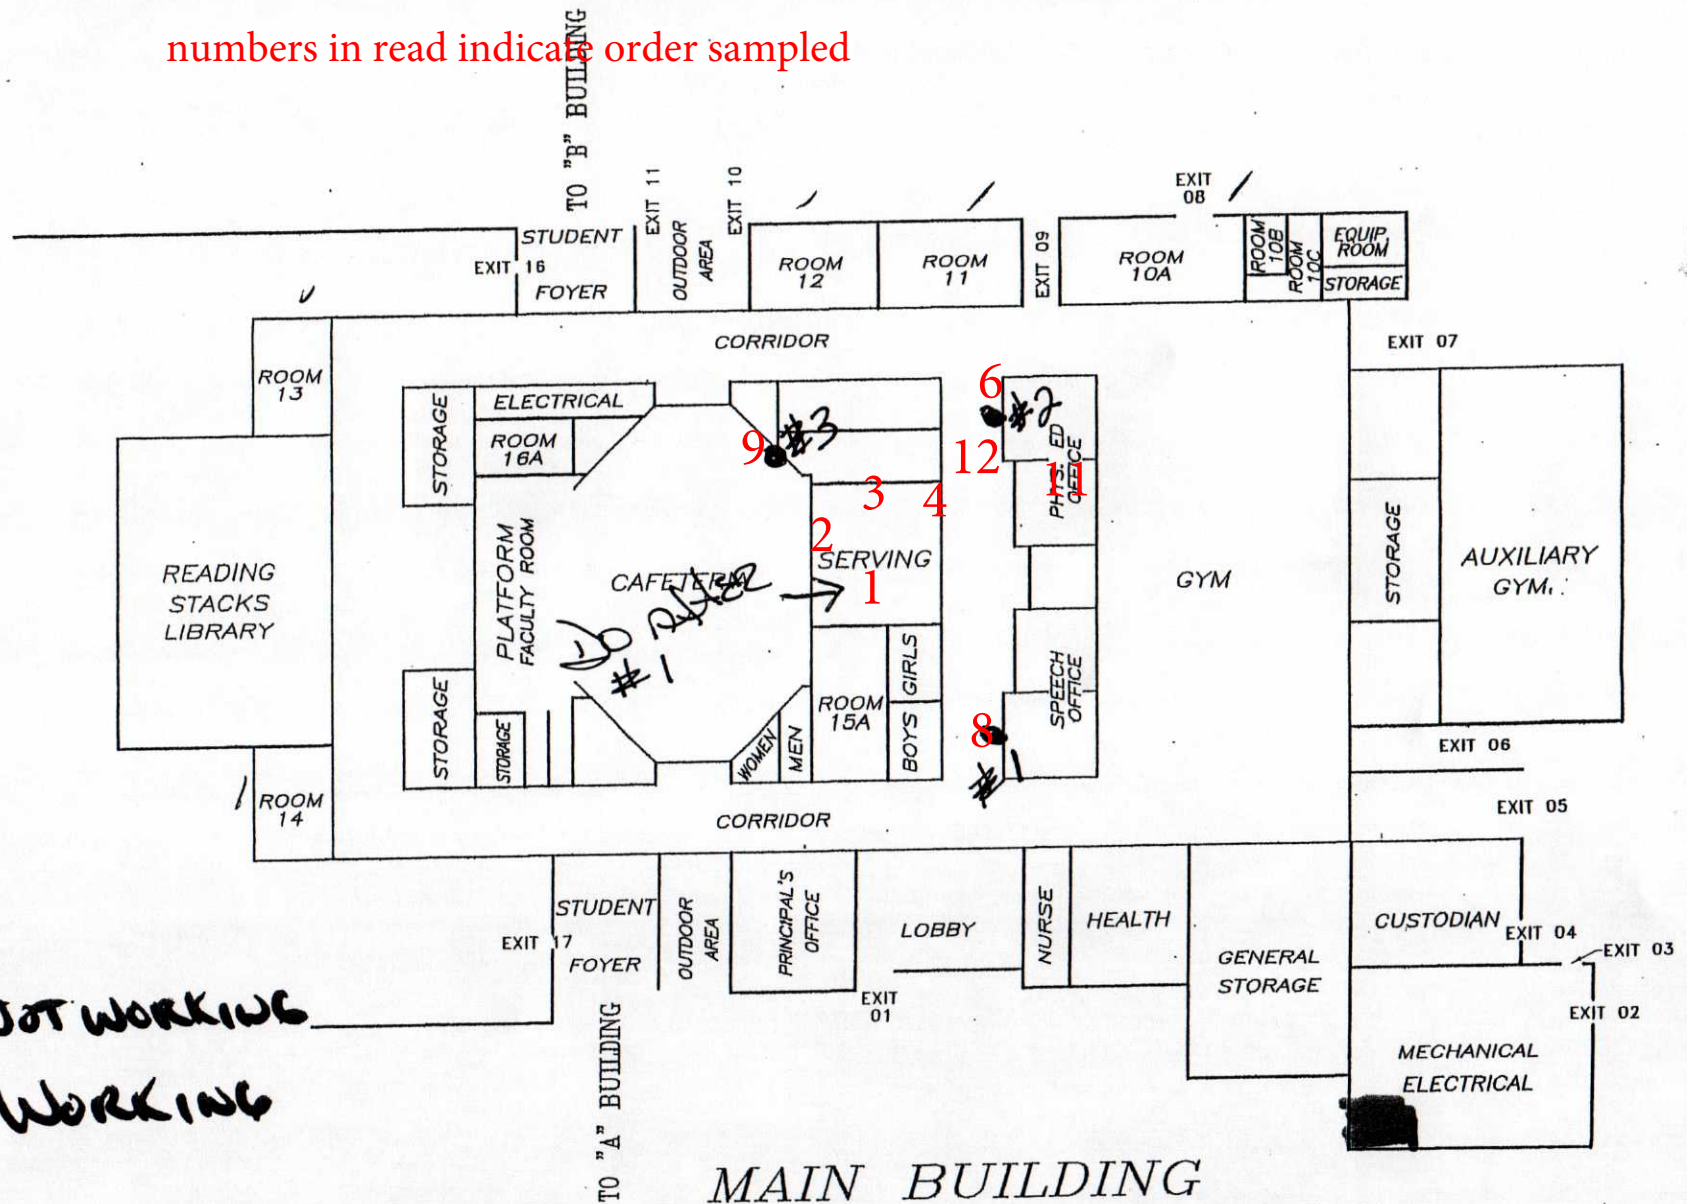 numbers in read indicate order sampled
TO "B" BUILDING
EXIT 11
OUTDOOR
AREA
EXIT 10
EXIT
08
STUDENT
EXIT 16
FOYER
ROOM
12
ROOM
11
EXIT 09
ROOM
10A
ROOM
10B
ROOM
10C
EQUIP.
ROOM
STORAGE
CORRIDOR
EXIT 07
ROOM
13
STORAGE
ELECTRICAL
ROOM
16A
9
#3
6
#2
12
PHYS. ED
OFFICE
11
3
4
2
SERVING
1
READING
STACKS
LIBRARY
PLATFORM
FACULTY ROOM
CAFETERIA
DO
#1
GYM
STORAGE
AUXILIARY
GYM
STORAGE
STORAGE
WOMEN
MEN
ROOM
15A
GIRLS
BOYS
8
#1
SPEECH
OFFICE
EXIT 06
EXIT 05
ROOM
14
CORRIDOR
STUDENT
EXIT 17
FOYER
OUTDOOR
AREA
PRINCIPAL'S
OFFICE
LOBBY
EXIT
01
NURSE
HEALTH
GENERAL
STORAGE
CUSTODIAN
EXIT 04
EXIT 03
EXIT 02
MECHANICAL
ELECTRICAL
WORKING
WORKING
TO "A" BUILDING
MAIN BUILDING